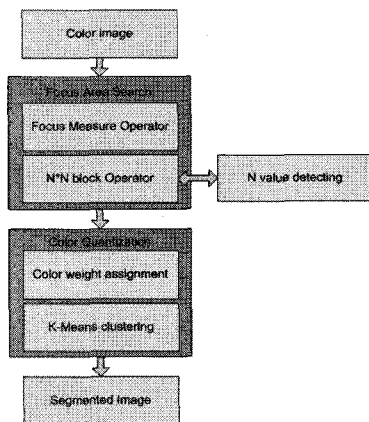 Color Image
Focus Area Search
Focus Measure Operator
N*N block Operator
N value detecting
Color Quantization
Color weight assignment
K-Means clustering
Segmented Image